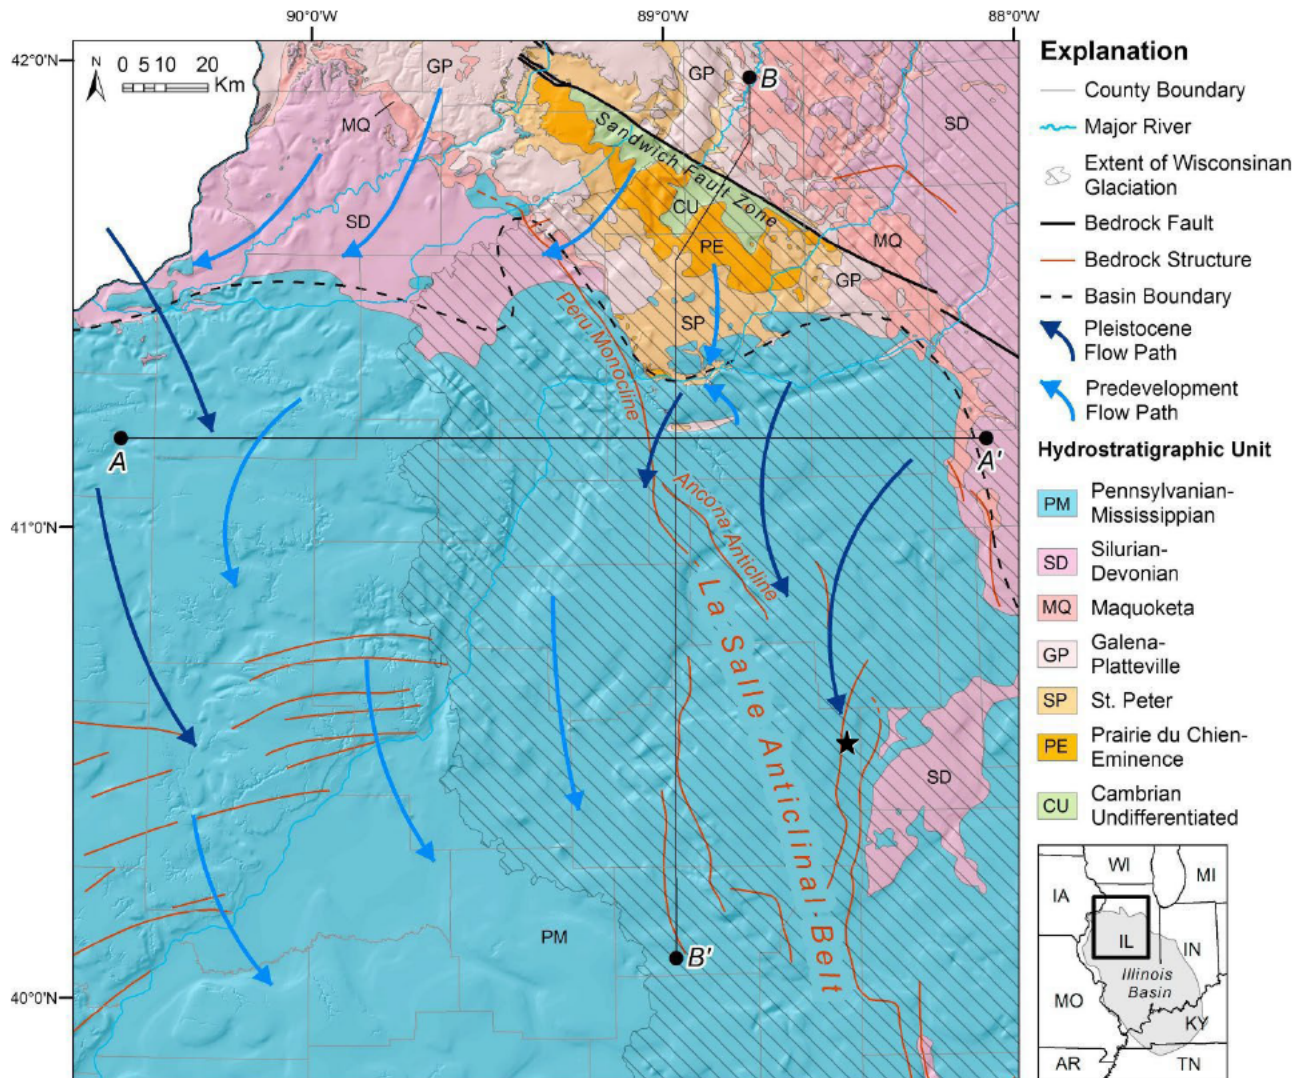 90°0'W
89°0'W
88°0'W
42°0'N
41°0'N
40°0'N
N
0 5 10 20
Km
GP
GP
B
SD
MQ
Sandwich Fault Zone
SD
CU
PE
MQ
GP
SP
Peru Monocline
A
A'
Ancona Anticline
La Salle Anticlinal Belt
SD
PM
B'
Explanation
County Boundary
Major River
Extent of Wisconsinan
Glaciation
Bedrock Fault
Bedrock Structure
Basin Boundary
Pleistocene
Flow Path
Predevelopment
Flow Path
Hydrostratigraphic Unit
PM Pennsylvanian-
Mississippian
SD Silurian-
Devonian
MQ Maquoketa
GP Galena-
Platteville
SP St. Peter
PE Prairie du Chien-
Eminence
CU Cambrian
Undifferentiated
WI
MI
IA
IL
IN
Illinois
Basin
MO
KY
AR
TN